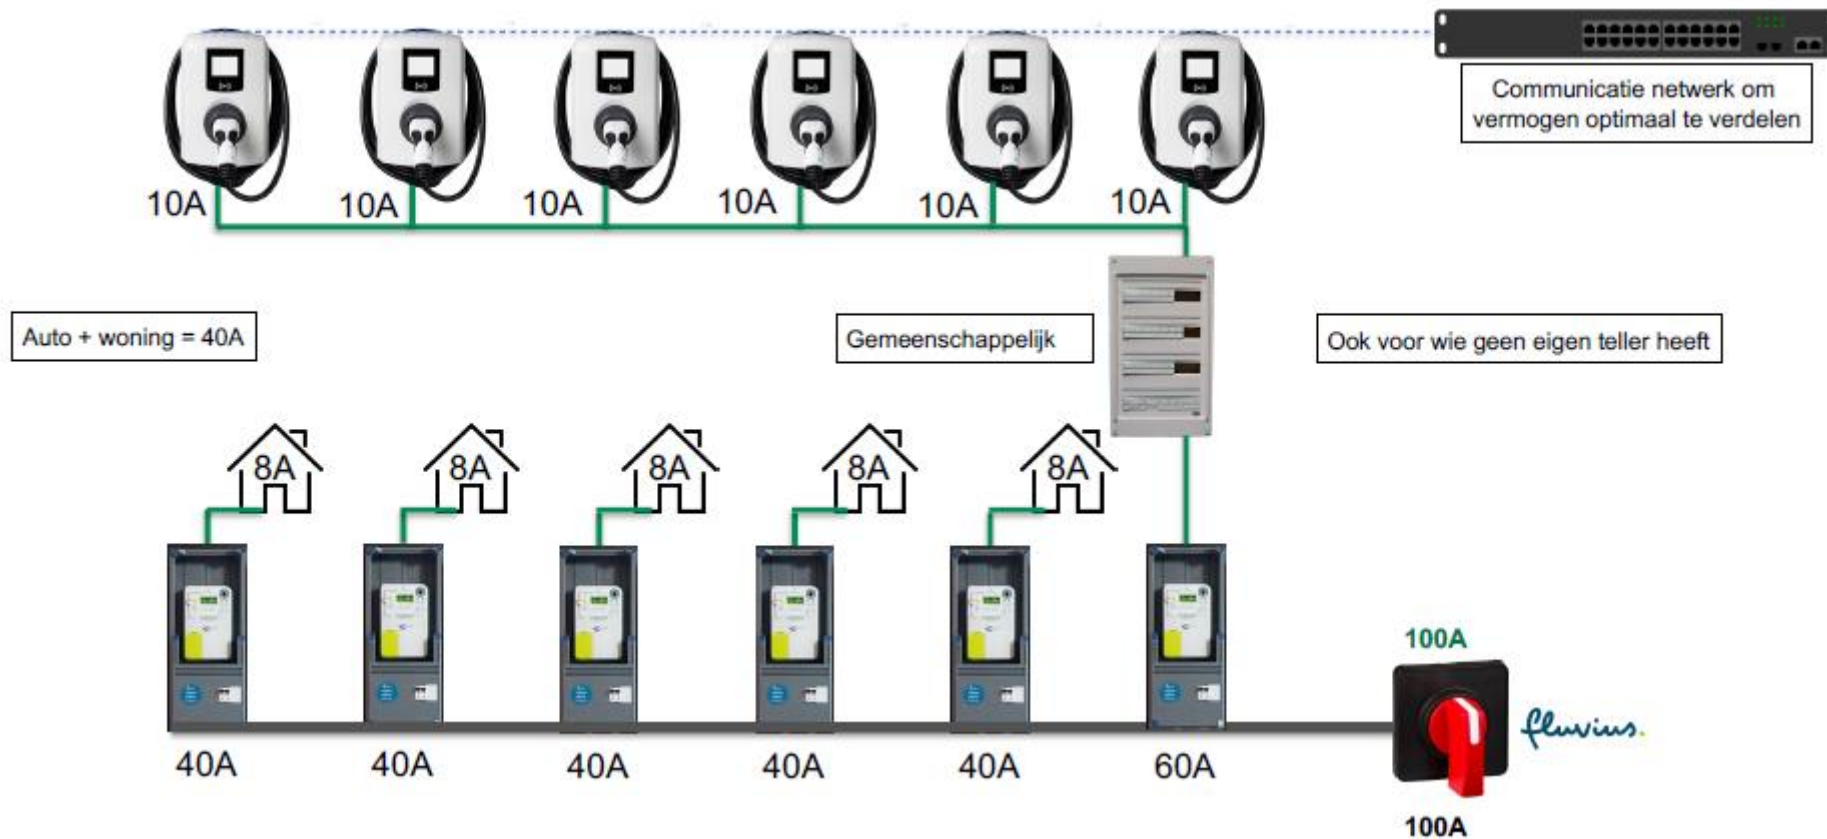 Communicatie netwerk om
vermogen optimaal te verdelen
10A
10A
10A
10A
10A
10A
Auto + woning = 40A
Gemeenschappelijk
Ook voor wie geen eigen teller heeft
8A
8A
8A
8A
8A
100A
fluvius.
40A
40A
40A
40A
40A
60A
100A